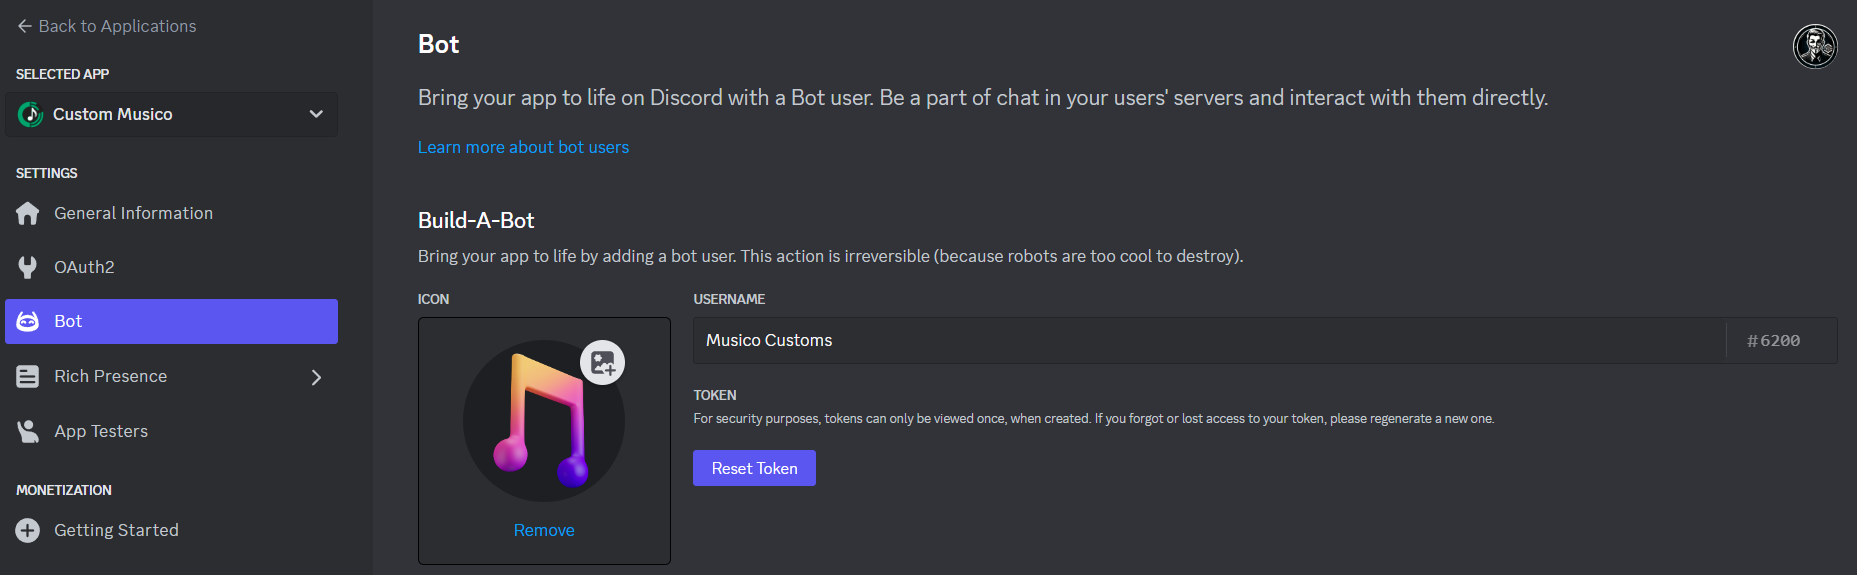 Back to Applications
SELECTED APP
Custom Musico
SETTINGS
General Information
OAuth2
Bot
Rich Presence
App Testers
MONETIZATION
Getting Started
Bot
Bring your app to life on Discord with a Bot user. Be a part of chat in your users' servers and interact with them directly.
Learn more about bot users
Build-A-Bot
Bring your app to life by adding a bot user. This action is irreversible (because robots are too cool to destroy).
ICON
Remove
USERNAME
Musico Customs #6200
TOKEN
For security purposes, tokens can only be viewed once, when created. If you forgot or lost access to your token, please regenerate a new one.
Reset Token